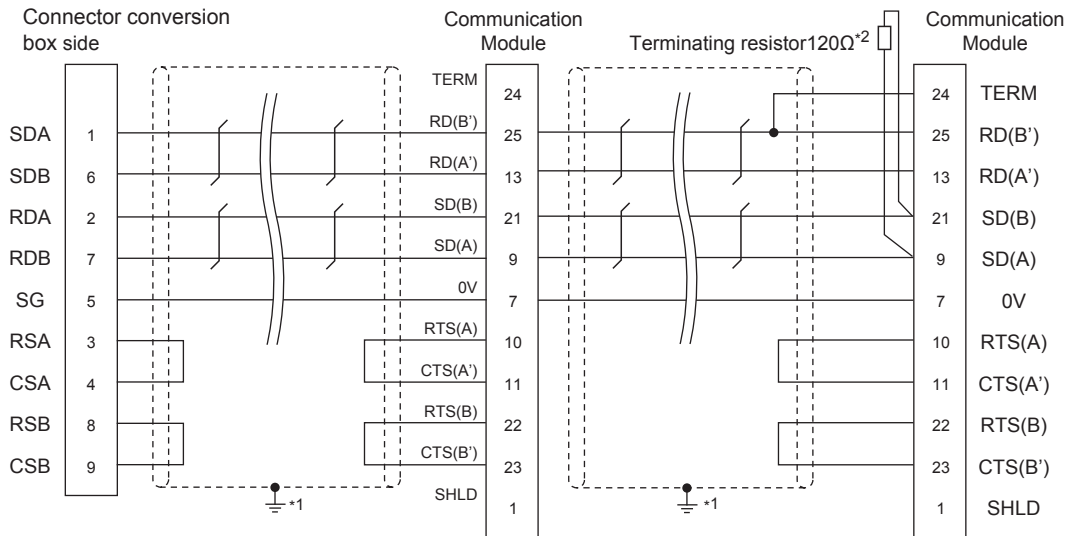 Connector conversion
box side
Communication
Module
Terminating resistor120Ω*2
Communication
Module
TERM
24
24
TERM
SDA
1
RD(B’)
25
25
RD(B’)
SDB
6
RD(A’)
13
13
RD(A’)
RDA
2
SD(B)
21
21
SD(B)
RDB
7
SD(A)
9
9
SD(A)
SG
5
0V
7
7
0V
RSA
3
RTS(A)
10
10
RTS(A)
CSA
4
CTS(A’)
11
11
CTS(A’)
RSB
8
RTS(B)
22
22
RTS(B)
CSB
9
CTS(B’)
23
23
CTS(B’)
*1
SHLD
1
*1
1
SHLD